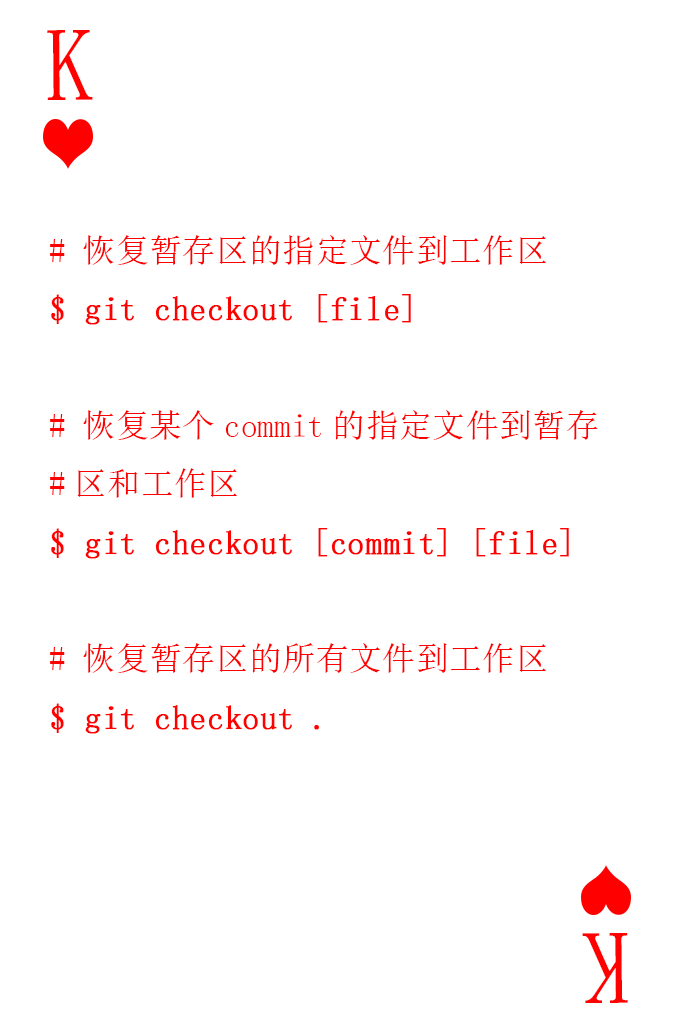 K
# 恢复暂存区的指定文件到工作区
$ git checkout [file]
# 恢复某个 commit 的指定文件到暂存
# 区和工作区
$ git checkout [commit] [file]
# 恢复暂存区的所有文件到工作区
$ git checkout .
K